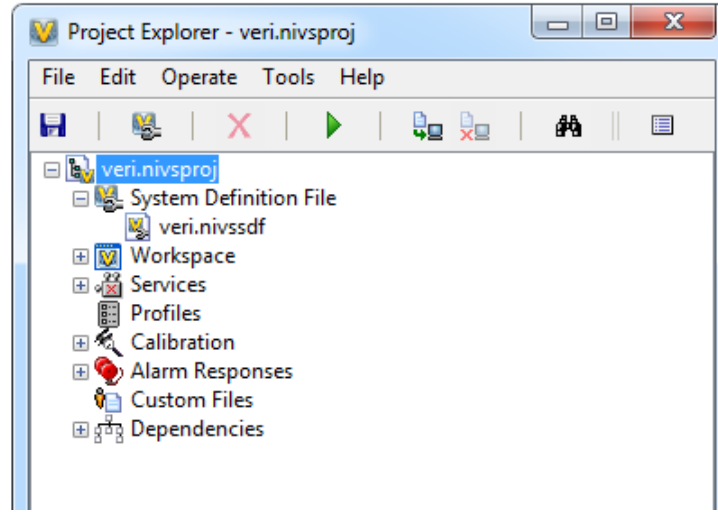 Project Explorer - veri.nivsproj
File Edit Operate Tools Help
veri.nivsproj
System Definition File
veri.nivssdf
Workspace
Services
Profiles
Calibration
Alarm Responses
Custom Files
Dependencies